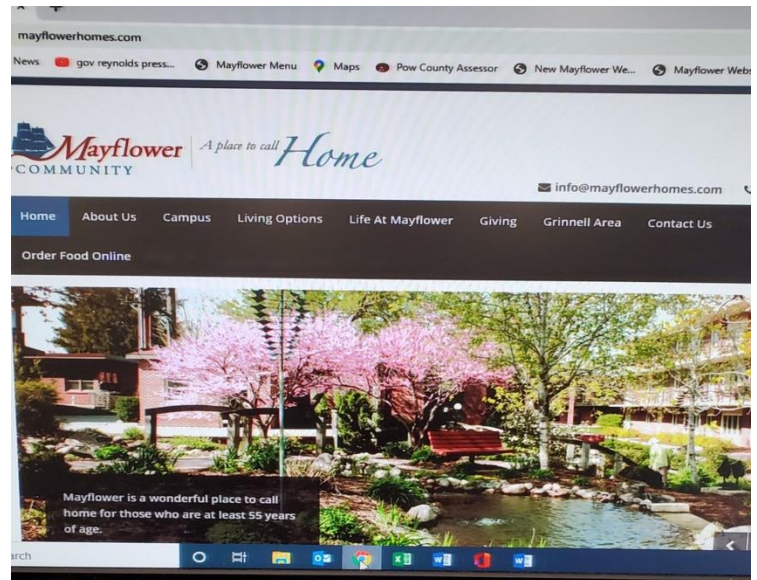 mayflowerhomes.com
News gov reynolds press... Mayflower Menu Maps Pow County Assessor New Mayflower We... Mayflower Webs
Mayflower A place to call Home
COMMUNITY
info@mayflowerhomes.com
Home About Us Campus Living Options Life At Mayflower Giving Grinnell Area Contact Us
Order Food Online
Mayflower is a wonderful place to call
home for those who are at least 55 years
of age.
arch